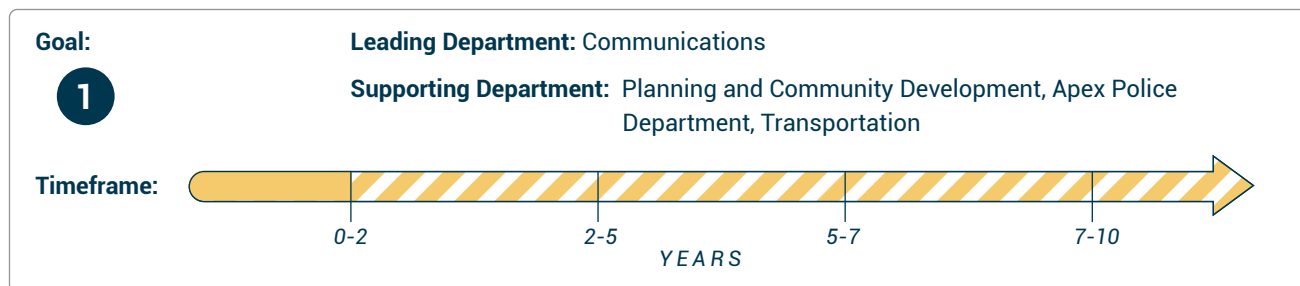 Goal:
1
Leading Department: Communications
Supporting Department: Planning and Community Development, Apex Police
Department, Transportation
Timeframe:
0-2
2-5
5-7
7-10
YEARS